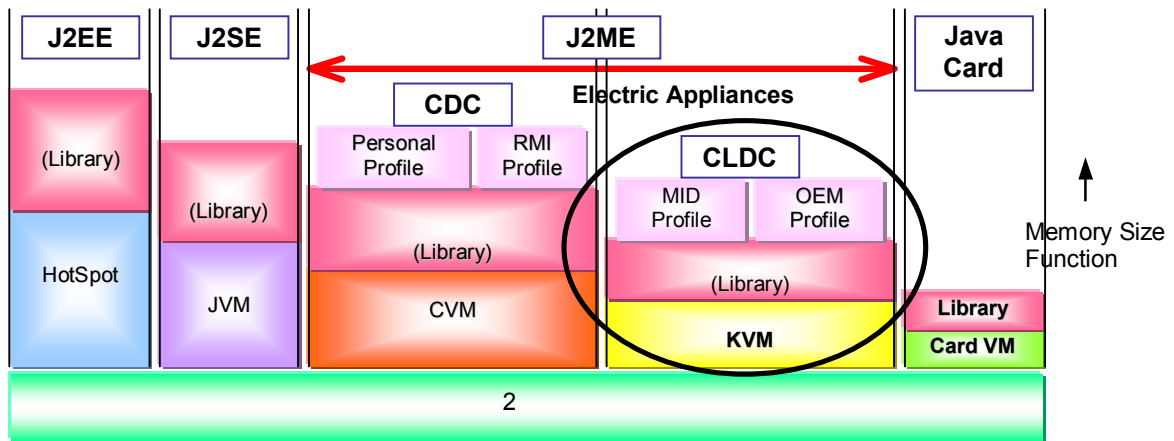 J2EE
J2SE
J2ME
Java
Card
Electric Appliances
CDC
Personal
Profile
RMI
Profile
CLDC
MID
Profile
OEM
Profile
(Library)
(Library)
(Library)
(Library)
Library
HotSpot
JVM
CVM
KVM
Card VM
Memory Size
Function
2